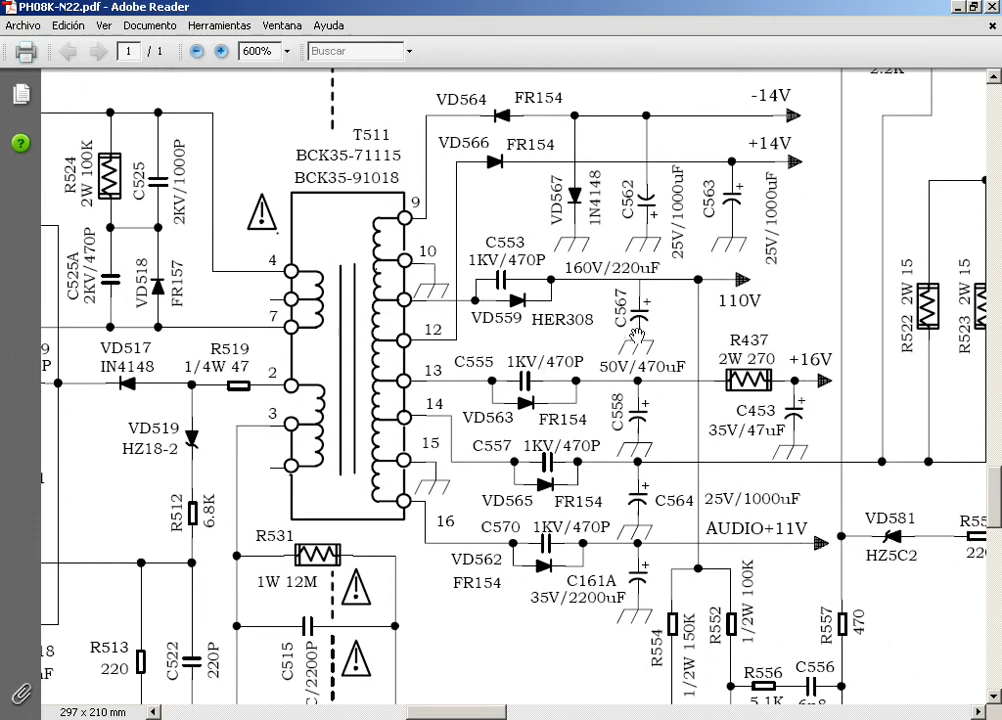 PH08K-N22.pdf - Adobe Reader
Archivo Edición Ver Documento Herramientas Ventana Ayuda
1 / 1 600% Buscar
2.2K
VD564 FR154 -14V
VD566 FR154 +14V
T511
BCK35-71115
BCK35-91018
R524
2W 100K
C525
2KV/1000P
C525A
2KV/470P
VD518
FR157
4
7
2
3
9
10
12
13
14
15
16
VD567
1N4148
C562
25V/1000uF
C563
25V/1000uF
C553
1KV/470P
160V/220uF
VD559 HER308
C567
110V
50V/470uF
R437
2W 270
+16V
C555 1KV/470P
VD563 FR154
C558
C453
35V/47uF
R522 2W 15
R523 2W 15
9
P
VD517
IN4148
R519
1/4W 47
VD519
HZ18-2
R512
6.8K
C557 1KV/470P
VD565 FR154
C564 25V/1000uF
C570 1KV/470P
AUDIO+11V
VD562
FR154
C161A
35V/2200uF
VD581
HZ5C2
R531
1W 12M
R513
220
C522
220P
C515
C/2200P
R554
1/2W 150K
R552
1/2W 100K
R557
470
R556
5.1K
C556
297 x 210 mm